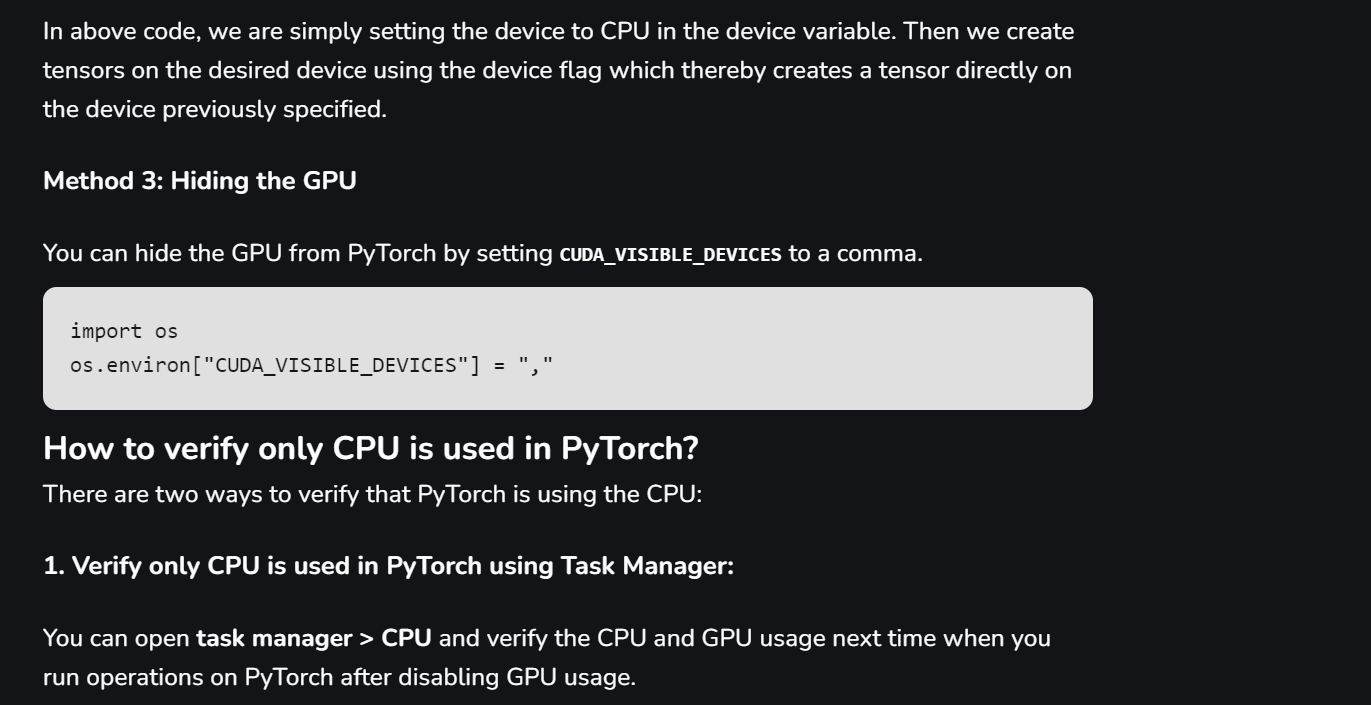 In above code, we are simply setting the device to CPU in the device variable. Then we create
tensors on the desired device using the device flag which thereby creates a tensor directly on
the device previously specified.
Method 3: Hiding the GPU
You can hide the GPU from PyTorch by setting CUDA_VISIBLE_DEVICES to a comma.
import os
os.environ["CUDA_VISIBLE_DEVICES"] = ","
How to verify only CPU is used in PyTorch?
There are two ways to verify that PyTorch is using the CPU:
1. Verify only CPU is used in PyTorch using Task Manager:
You can open task manager > CPU and verify the CPU and GPU usage next time when you
run operations on PyTorch after disabling GPU usage.